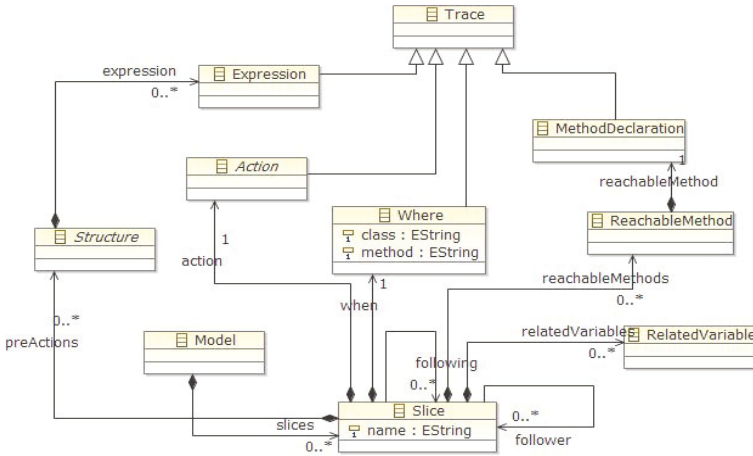 Trace
expression
Expression
0..*
MethodDeclaration
Action
1
reachableMethod
Where
class : EString
method : EString
ReachableMethod
Structure
1
action
1
when
reachableMethods
0..*
0..*
preActions
Model
relatedVariables
0..*
RelatedVariable
following
0..*
Slice
name : EString
slices
0..*
0..*
follower